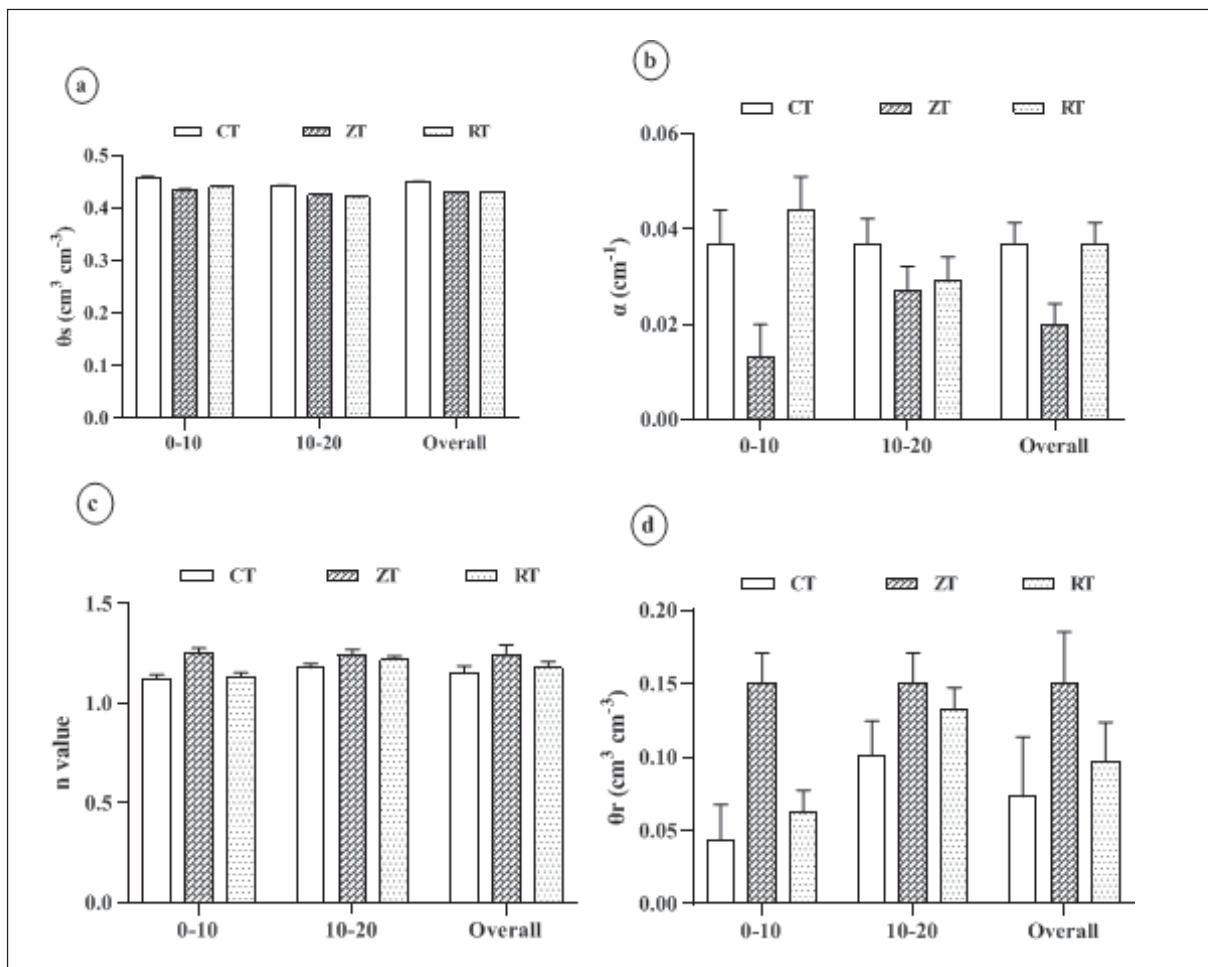 a
CT ZT RT
0.5
0.4
0.3
0.2
0.1
0.0
θs (cm³ cm⁻³)
0-10 10-20 Overall
b
CT ZT RT
0.06
0.04
0.02
0.00
α (cm⁻¹)
0-10 10-20 Overall
c
CT ZT RT
1.5
1.0
0.5
0.0
n value
0-10 10-20 Overall
d
CT ZT RT
0.20
0.15
0.10
0.05
0.00
θr (cm³ cm⁻³)
0-10 10-20 Overall